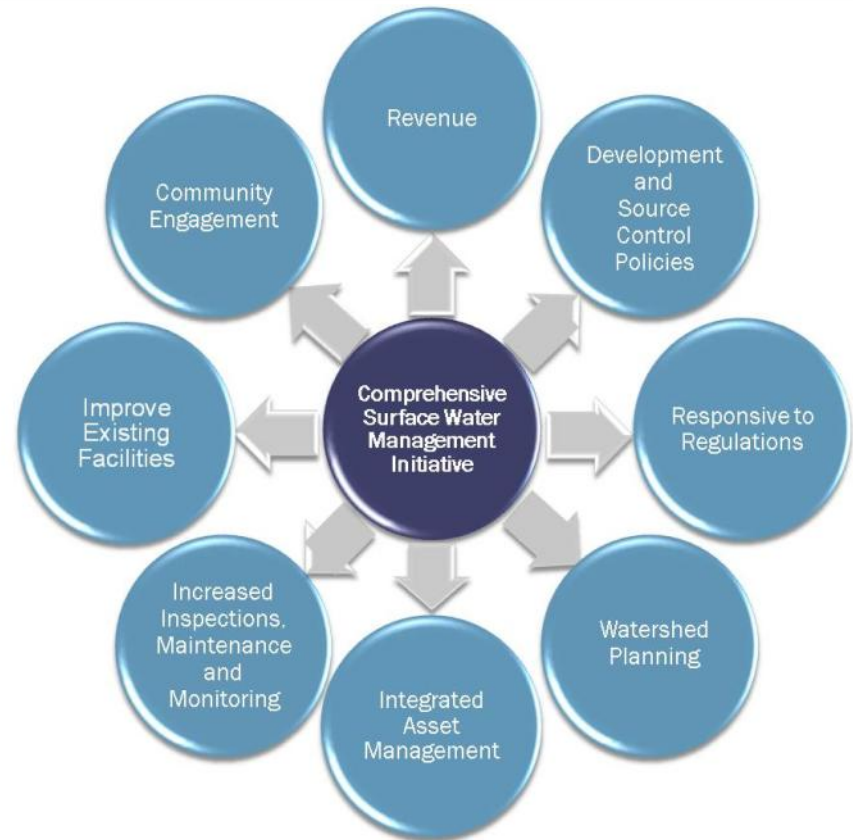 Revenue
Development
and
Source
Control
Policies
Responsive to
Regulations
Watershed
Planning
Integrated
Asset
Management
Increased
Inspections,
Maintenance
and
Monitoring
Improve
Existing
Facilities
Community
Engagement
Comprehensive
Surface Water
Management
Initiative